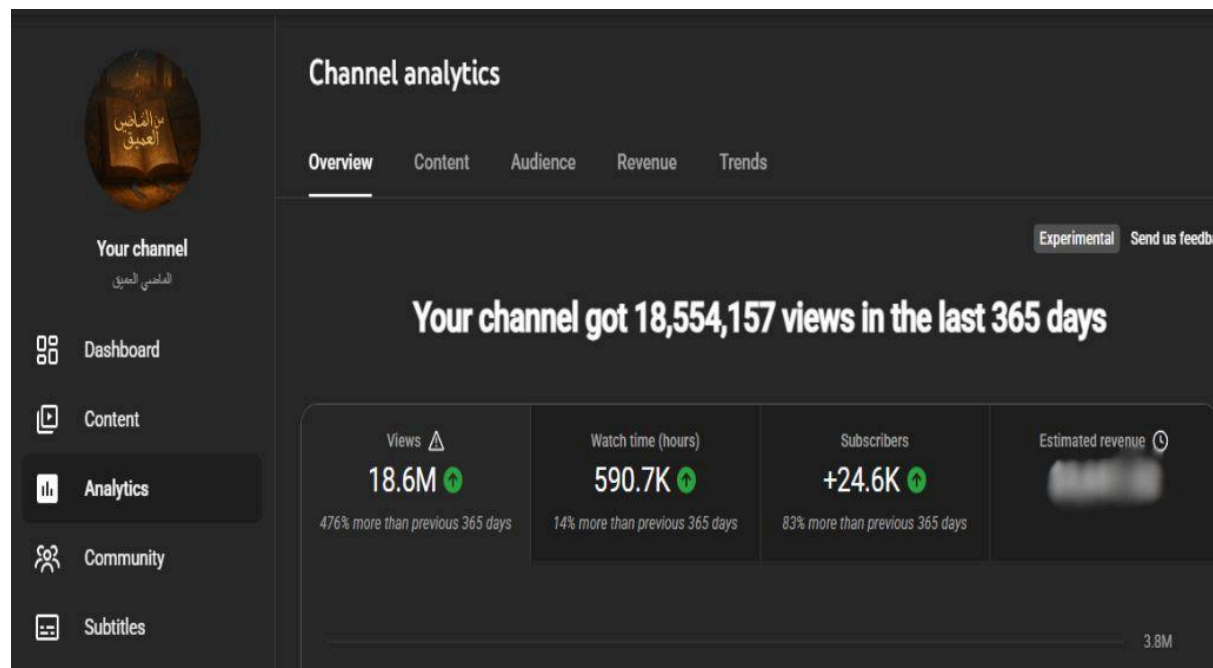 Channel analytics
Overview Content Audience Revenue Trends
من الماضي
العميق
Your channel
الماضي العميق
Experimental Send us feedba
Your channel got 18,554,157 views in the last 365 days
Dashboard
Content
Analytics
Community
Subtitles
Views
18.6M
476% more than previous 365 days
Watch time (hours)
590.7K
14% more than previous 365 days
Subscribers
+24.6K
83% more than previous 365 days
Estimated revenue
3.8M